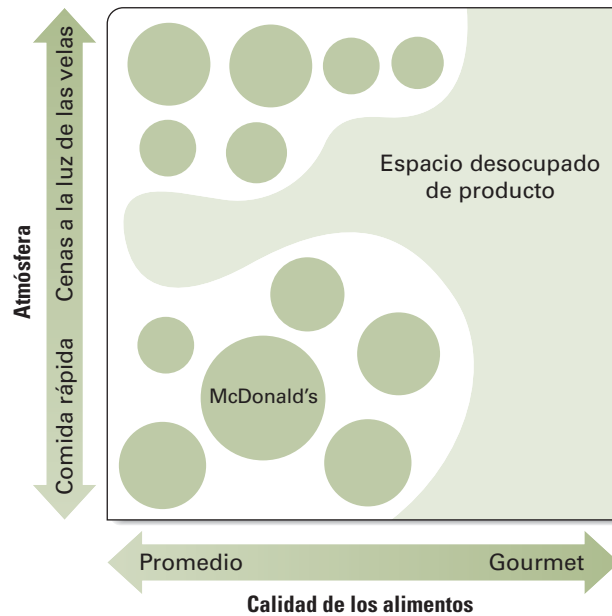 Atmósfera
Comida rápida
Cenas a la luz de las velas
Espacio desocupado
de producto
McDonald's
Promedio
Gourmet
Calidad de los alimentos